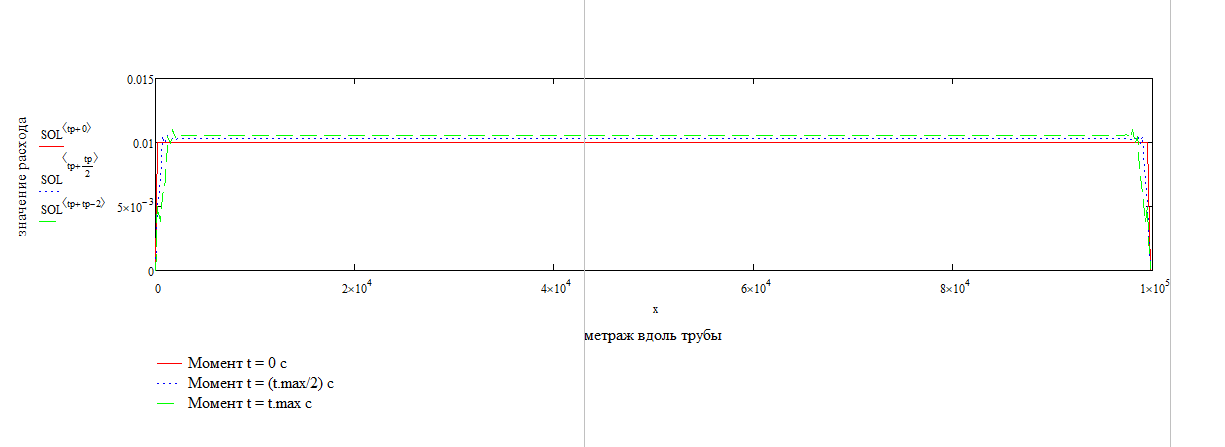 0.015
значение расхода
SOL⟨tp+0⟩
0.01
SOL⟨tp+tp/2⟩
SOL⟨tp+tp−2⟩
5×10⁻³
0
0 2×10⁴ 4×10⁴ 6×10⁴ 8×10⁴ 1×10⁵
x
метраж вдоль трубы
Момент t = 0 с
Момент t = (t.max/2) с
Момент t = t.max с